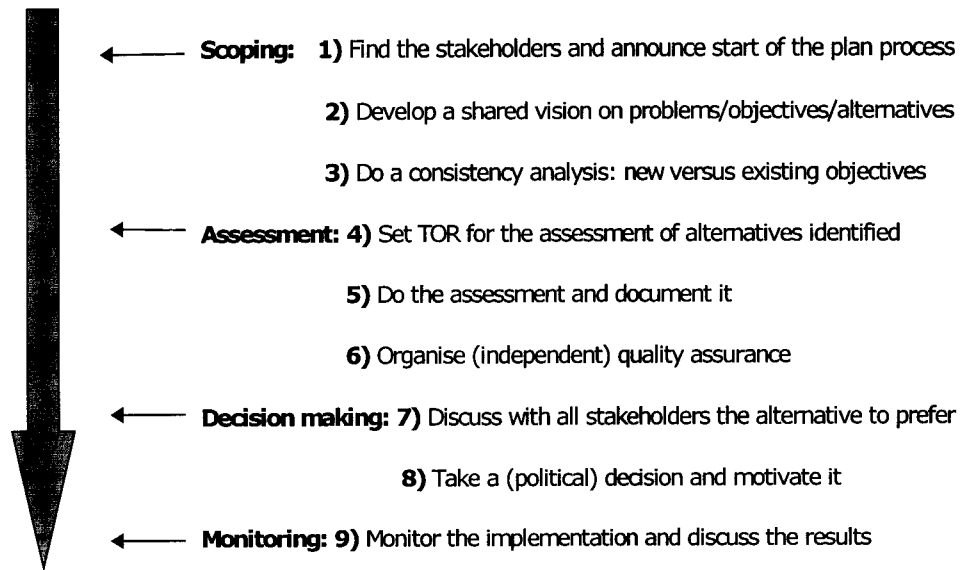 Scoping: 1) Find the stakeholders and announce start of the plan process
2) Develop a shared vision on problems/objectives/alternatives
3) Do a consistency analysis: new versus existing objectives
Assessment: 4) Set TOR for the assessment of alternatives identified
5) Do the assessment and document it
6) Organise (independent) quality assurance
Decision making: 7) Discuss with all stakeholders the alternative to prefer
8) Take a (political) decision and motivate it
Monitoring: 9) Monitor the implementation and discuss the results